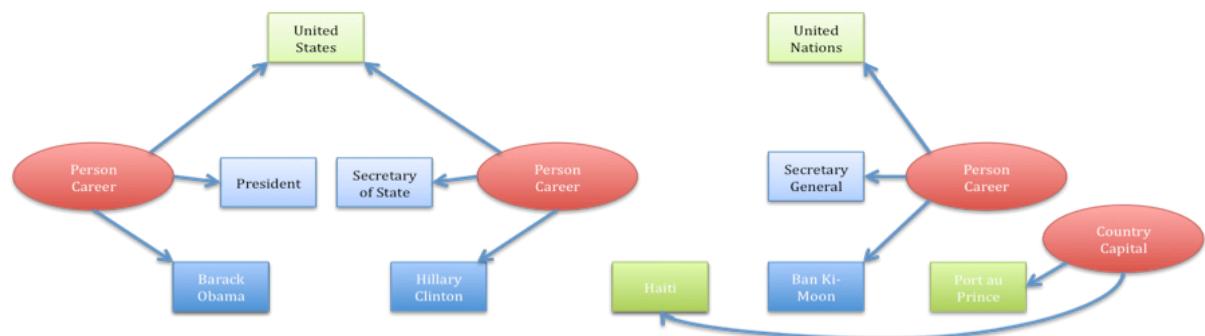 United
States
United
Nations
Person
Career
President
Secretary
of State
Person
Career
Secretary
General
Person
Career
Country
Capital
Barack
Obama
Hillary
Clinton
Haiti
Ban Ki-
Moon
Port au
Prince